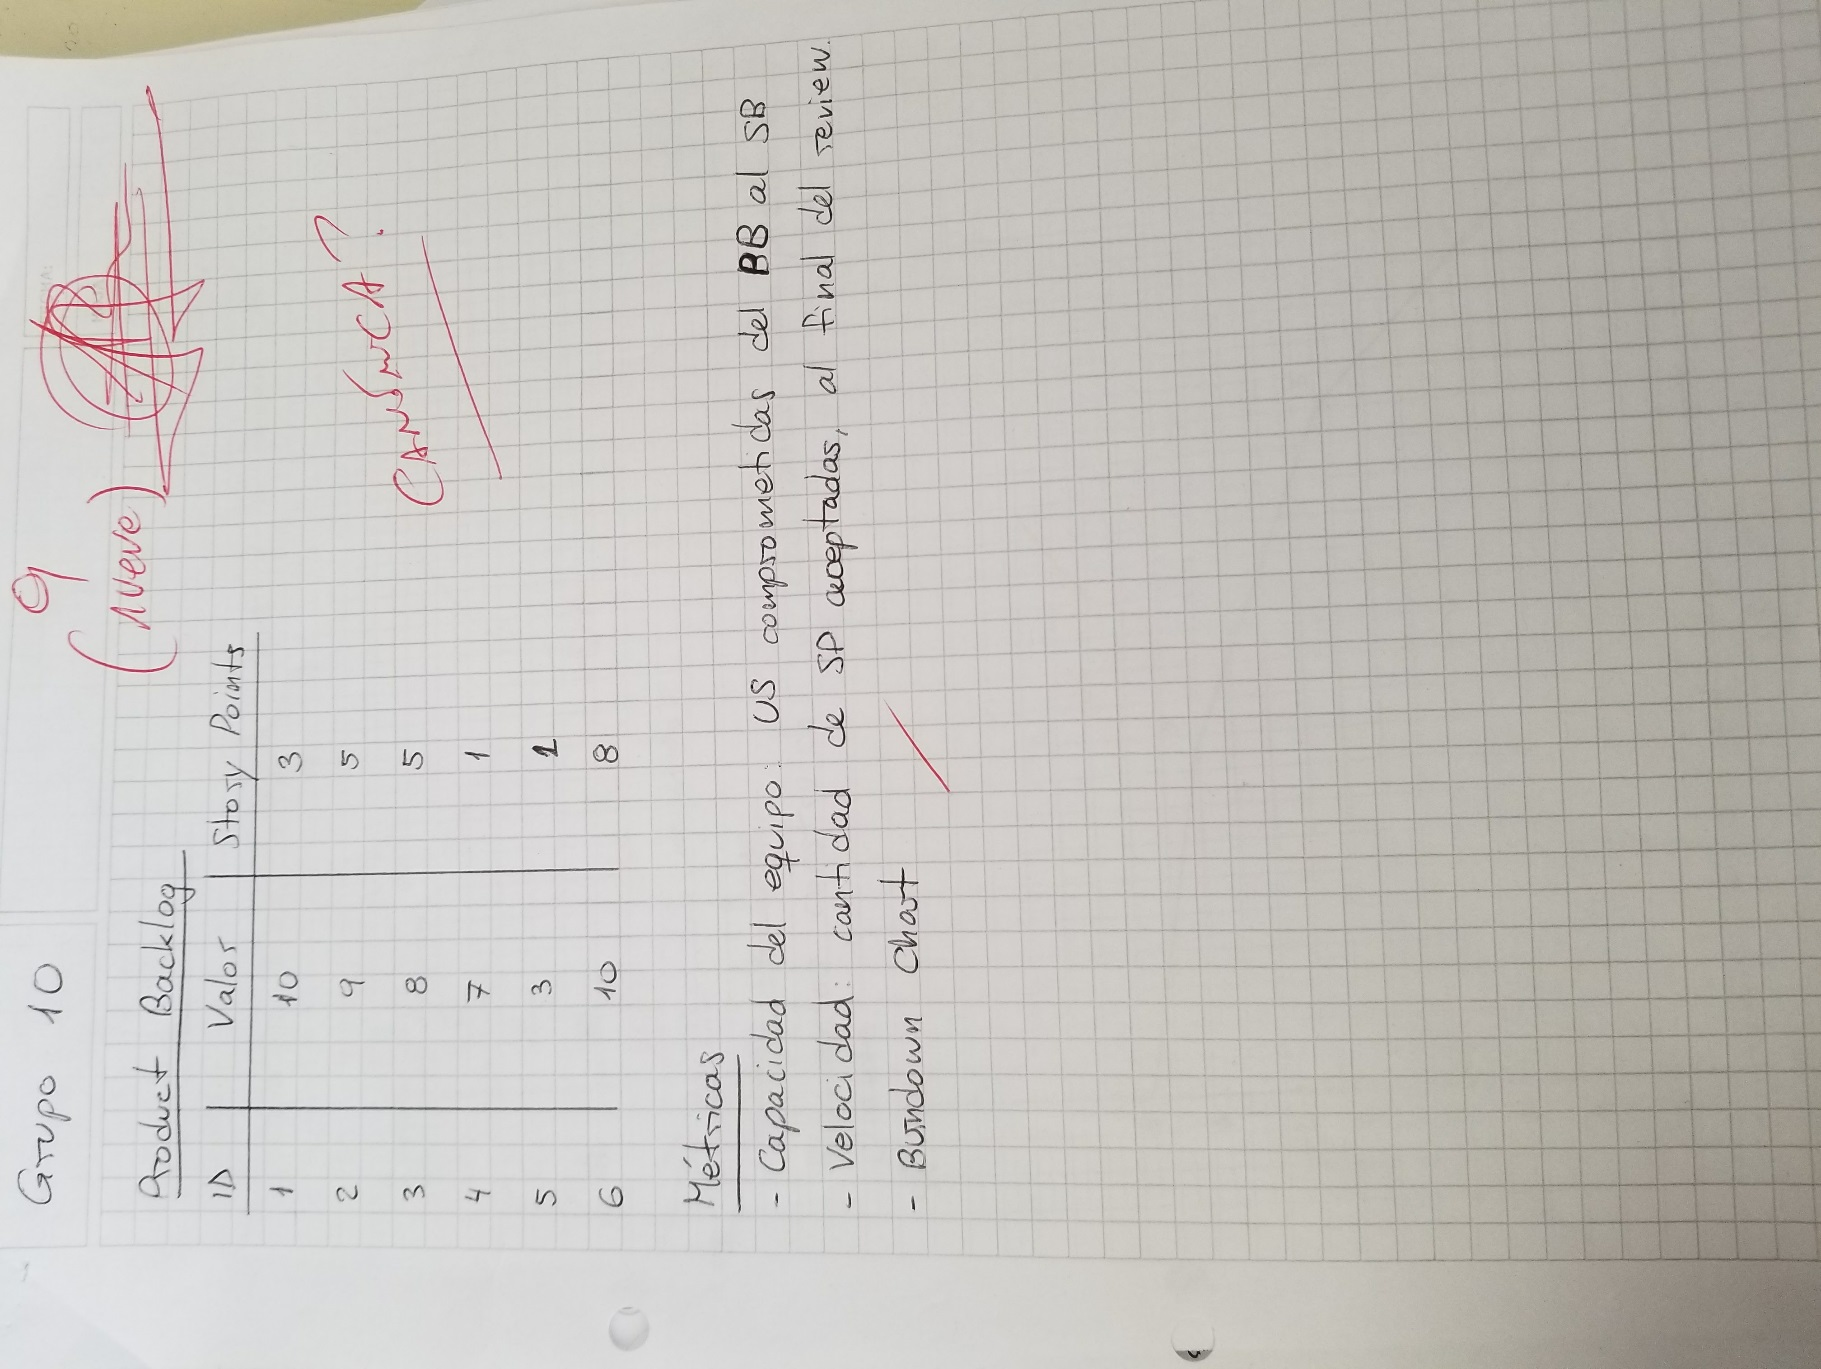 Grupo 10
9
(nueve)
Product Backlog
ID Valor Story Points
1 10 3
2 9 5
3 8 5
4 7 1
5 3 1
6 10 8
Métricas
- Capacidad del equipo: US comprometidas del BB al SB
- Velocidad: cantidad de SP aceptadas, al final del review.
- Burndown Chart